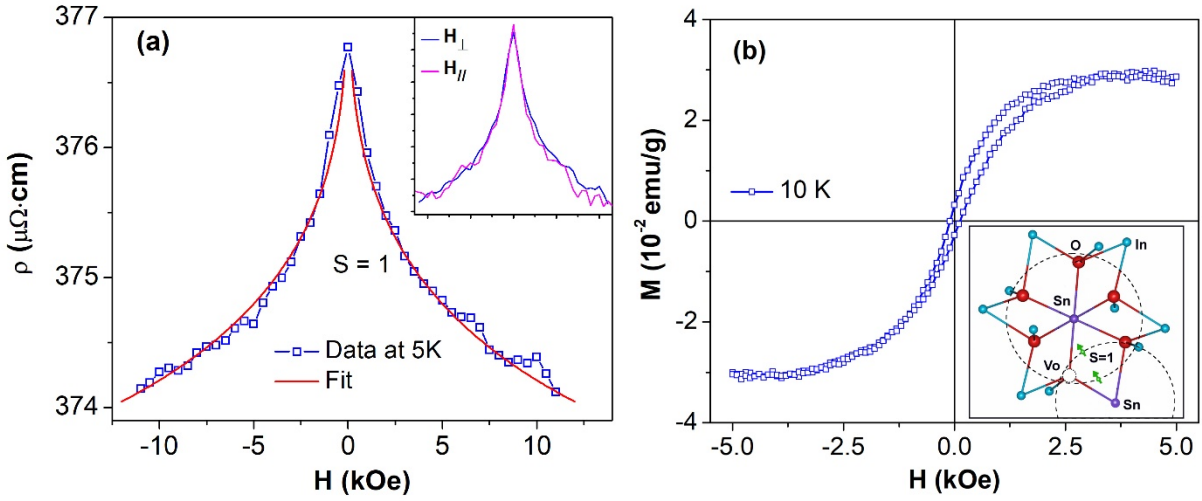 (a)
377
376
375
374
ρ (μΩ·cm)
-10
-5
0
5
10
H (kOe)
H⊥
H//
S = 1
Data at 5K
Fit
(b)
4
2
0
-2
-4
M (10⁻² emu/g)
-5.0
-2.5
0.0
2.5
5.0
H (kOe)
10 K
O
In
Sn
S=1
Vo
Sn